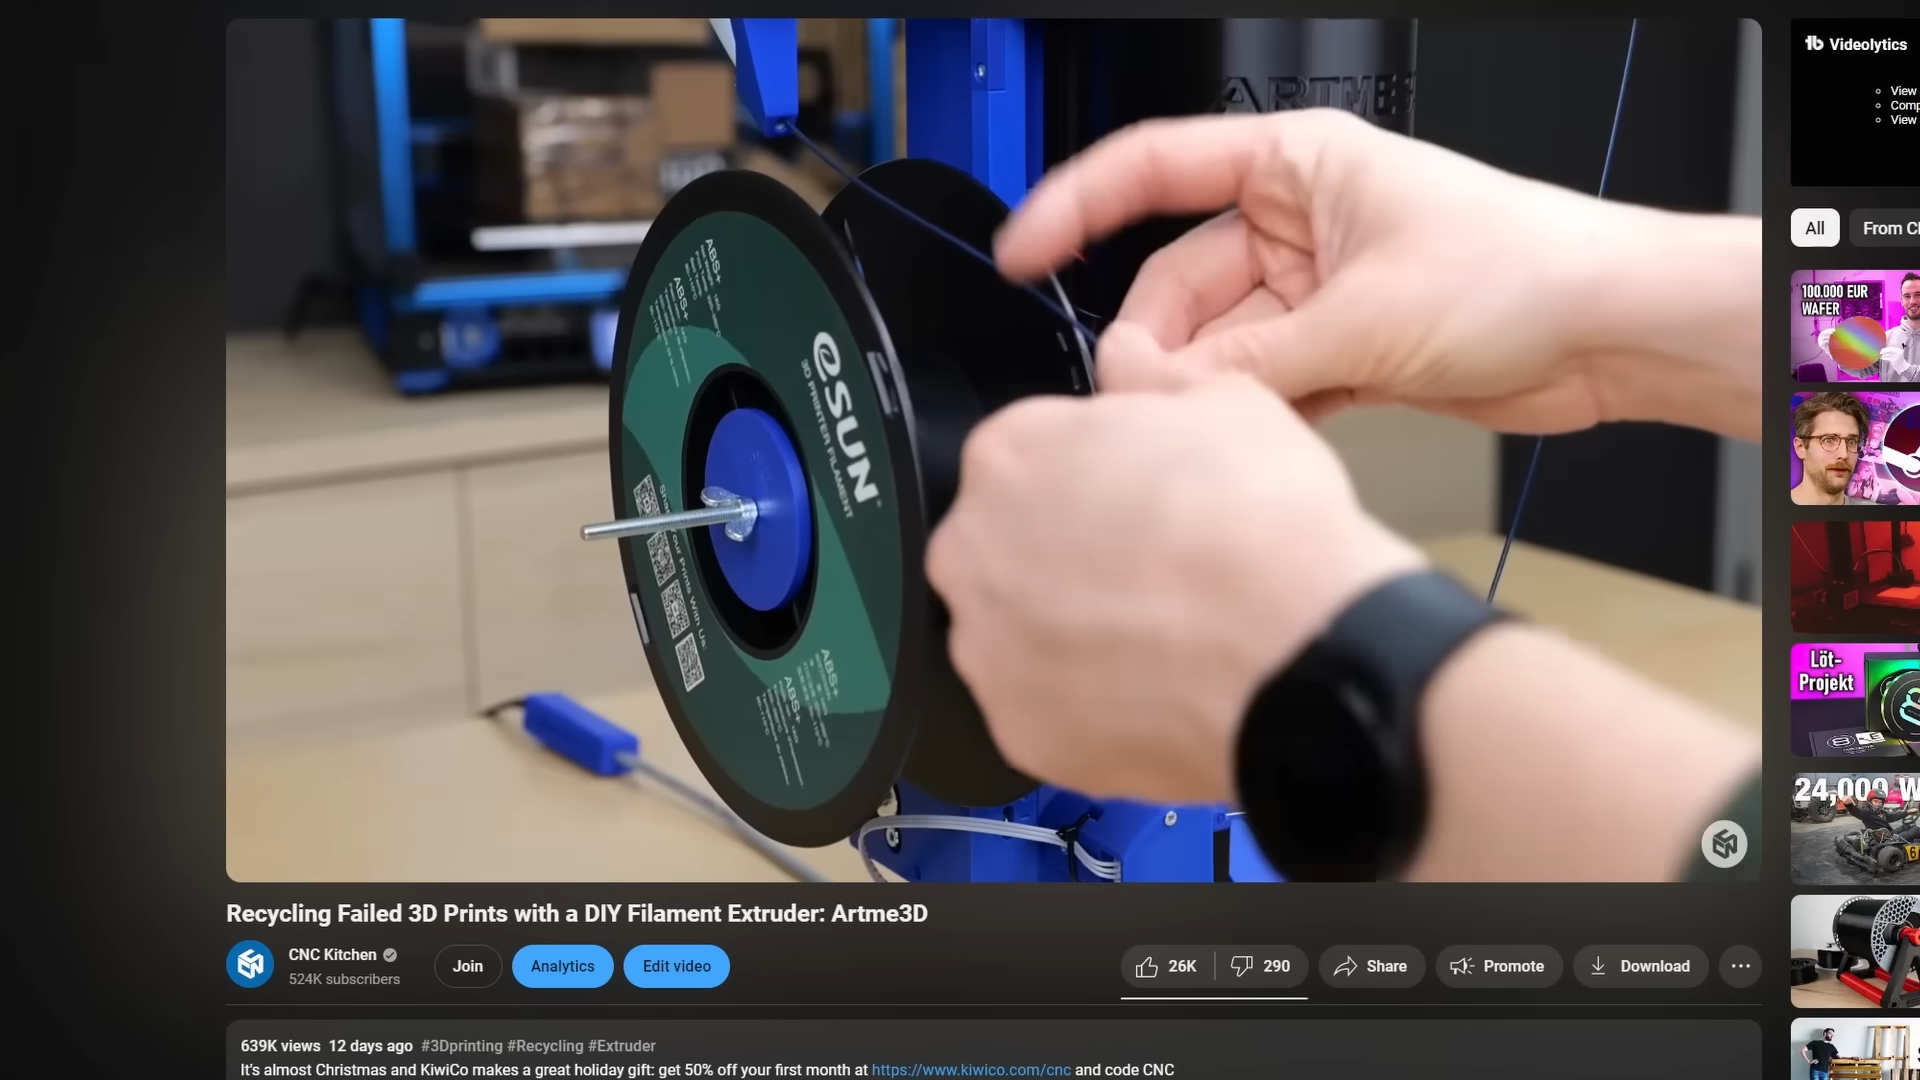 ARTME
ABS+
ABS+
eSUN
3D PRINTER FILAMENT
ABS+
ABS+
Videolytics
View
Comp
View
All
From C
100.000 EUR
WAFER
Löt-
Projekt
24,000 W
Recycling Failed 3D Prints with a DIY Filament Extruder: Artme3D
CNC Kitchen
524K subscribers
Join
Analytics
Edit video
26K
290
Share
Promote
Download
639K views 12 days ago #3Dprinting #Recycling #Extruder
It's almost Christmas and KiwiCo makes a great holiday gift: get 50% off your first month at https://www.kiwico.com/cnc and code CNC